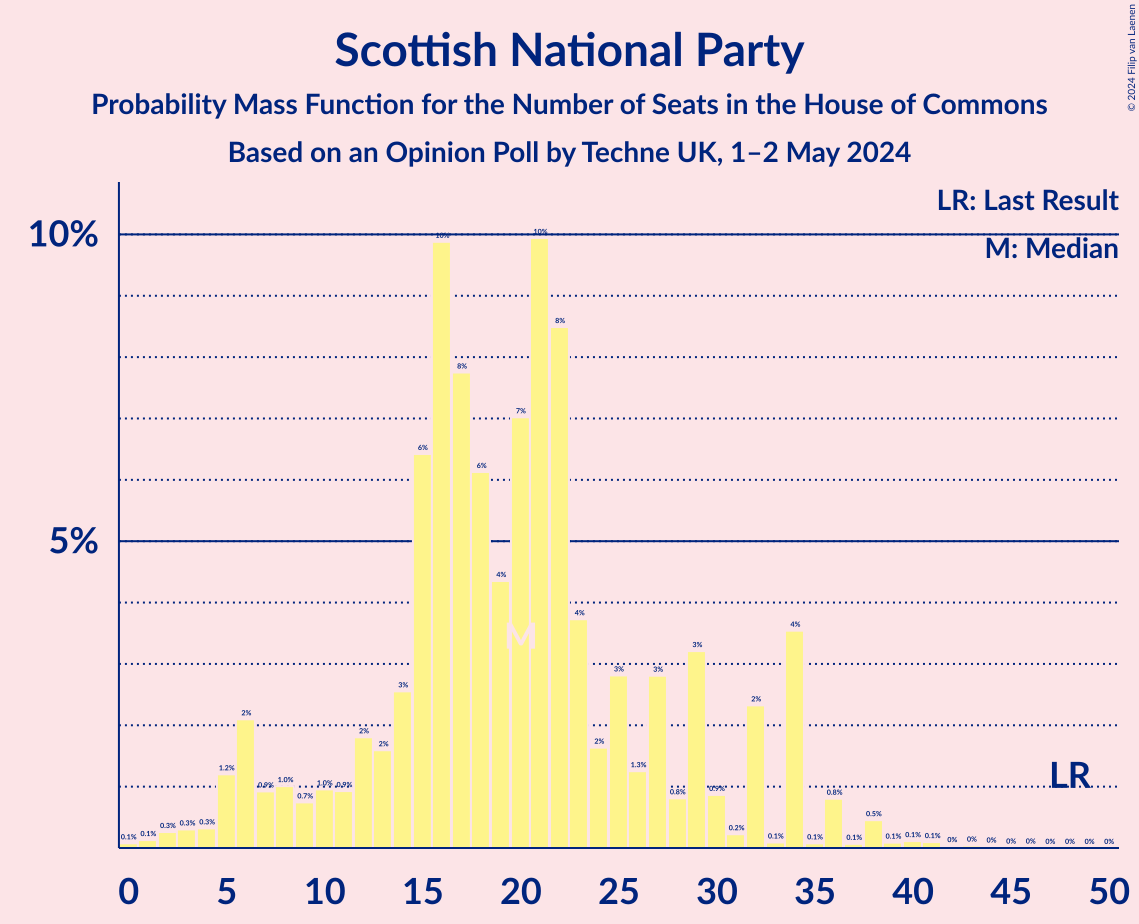 Scottish National Party
Probability Mass Function for the Number of Seats in the House of Commons
Based on an Opinion Poll by Techne UK, 1–2 May 2024
© 2024 Filip van Laenen
LR: Last Result
M: Median
10%
5%
0.1% 0.1% 0.3% 0.3% 0.3% 1.2% 2% 0.9% 1.0% 0.7% 1.0% 0.9% 2% 2% 3% 6% 10% 8% 6% 4% 7% 10% 8% 4% 2% 3% 1.3% 3% 0.8% 3% 0.9% 0.2% 2% 0.1% 4% 0.1% 0.8% 0.1% 0.5% 0.1% 0.1% 0.1% 0% 0% 0% 0% 0% 0% 0% 0% 0%
M
LR
0 5 10 15 20 25 30 35 40 45 50